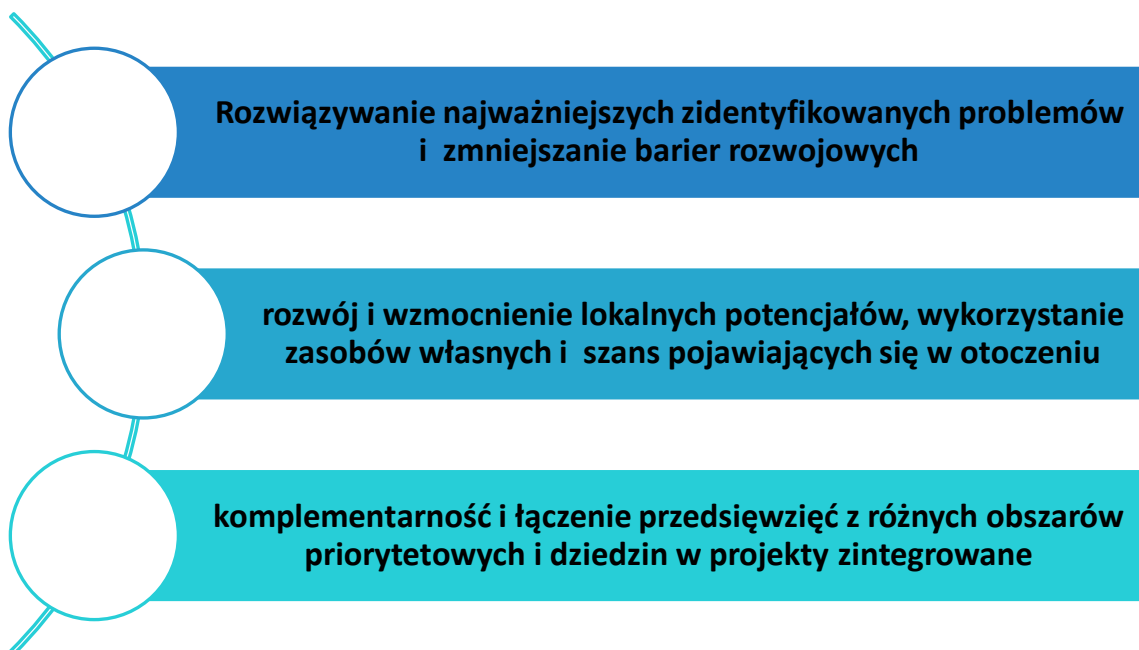 Rozwiązywanie najważniejszych zidentyfikowanych problemów
i zmniejszanie barier rozwojowych
rozwój i wzmocnienie lokalnych potencjałów, wykorzystanie
zasobów własnych i szans pojawiających się w otoczeniu
komplementarność i łączenie przedsięwzięć z różnych obszarów
priorytetowych i dziedzin w projekty zintegrowane